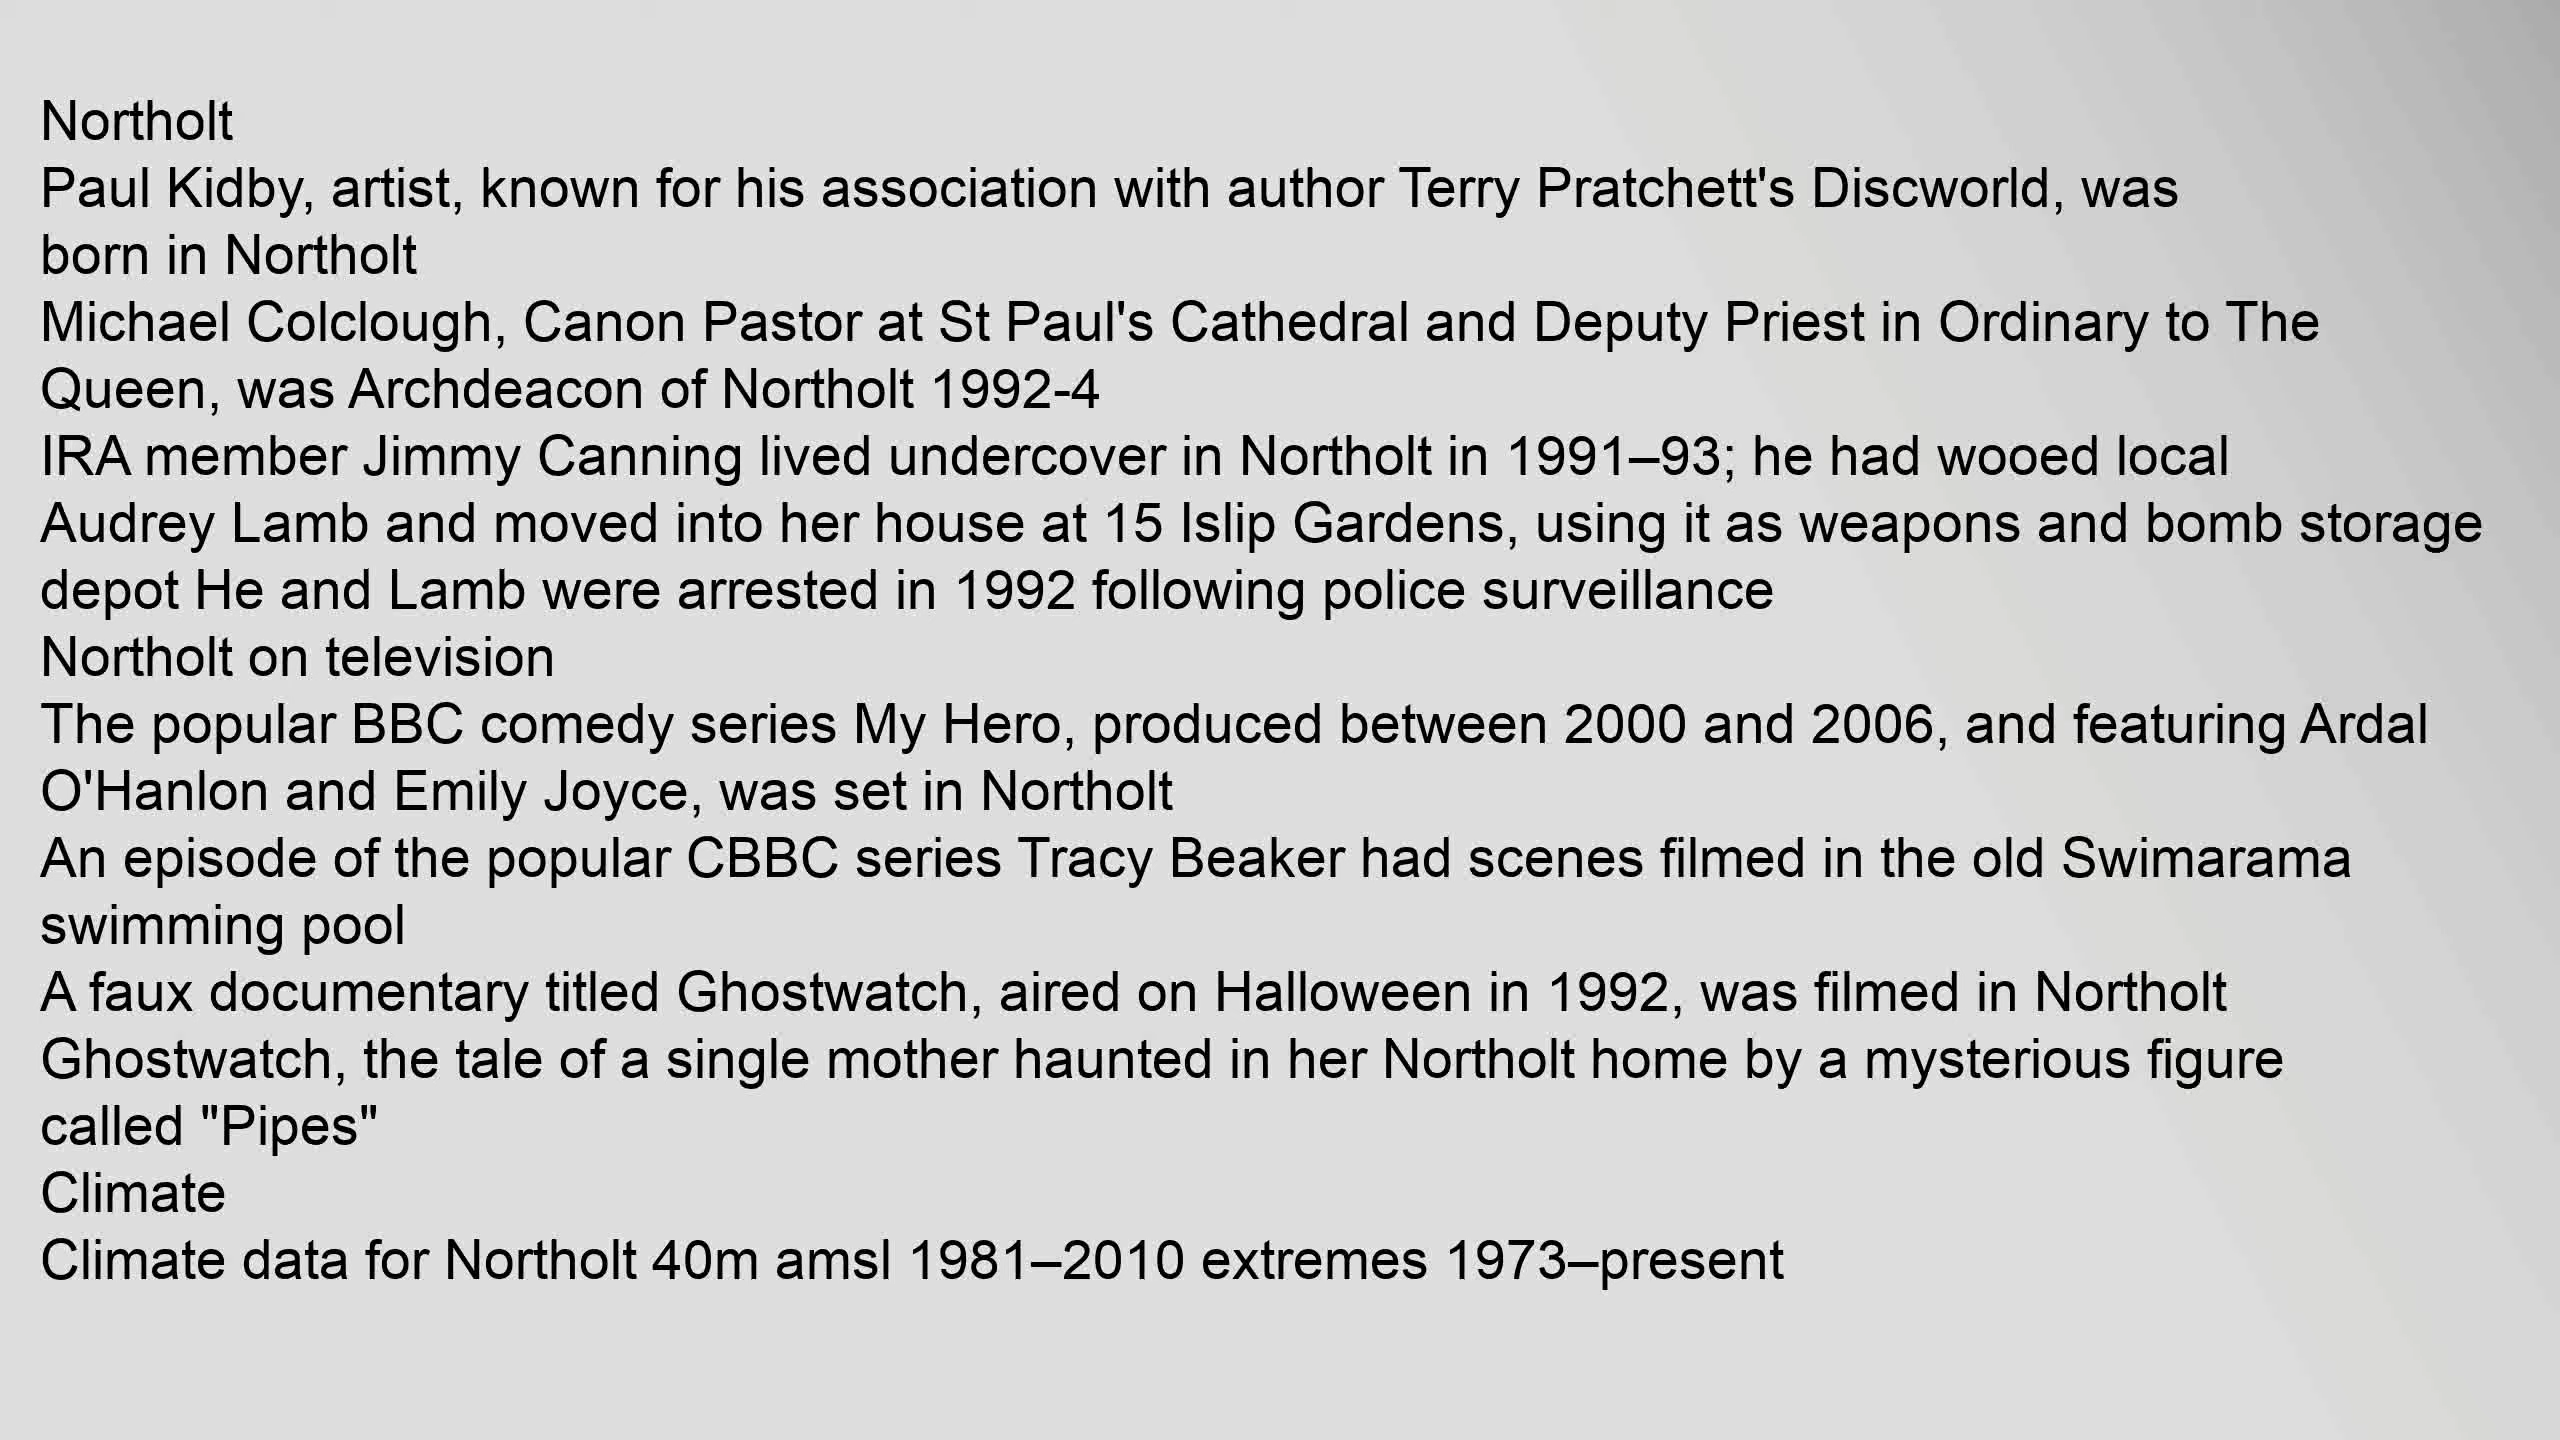 Northolt
Paul Kidby, artist, known for his association with author Terry Pratchett's Discworld, was
born in Northolt
Michael Colclough, Canon Pastor at St Paul's Cathedral and Deputy Priest in Ordinary to The
Queen, was Archdeacon of Northolt 1992-4
IRA member Jimmy Canning lived undercover in Northolt in 1991–93; he had wooed local
Audrey Lamb and moved into her house at 15 Islip Gardens, using it as weapons and bomb storage
depot He and Lamb were arrested in 1992 following police surveillance
Northolt on television
The popular BBC comedy series My Hero, produced between 2000 and 2006, and featuring Ardal
O'Hanlon and Emily Joyce, was set in Northolt
An episode of the popular CBBC series Tracy Beaker had scenes filmed in the old Swimarama
swimming pool
A faux documentary titled Ghostwatch, aired on Halloween in 1992, was filmed in Northolt
Ghostwatch, the tale of a single mother haunted in her Northolt home by a mysterious figure
called "Pipes"
Climate
Climate data for Northolt 40m amsl 1981–2010 extremes 1973–present